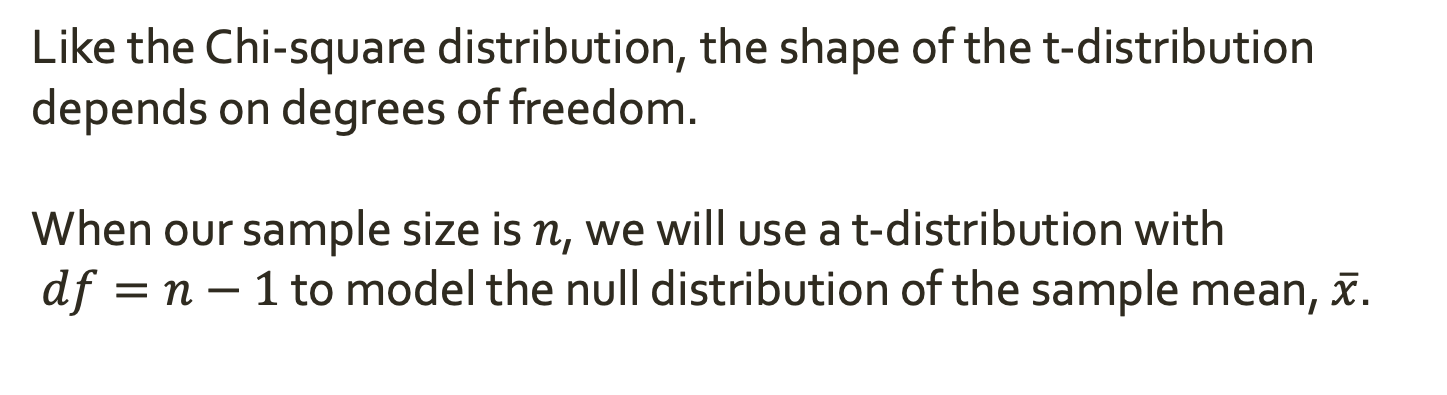 Like the Chi-square distribution, the shape of the t-distribution
depends on degrees of freedom.
When our sample size is n, we will use a t-distribution with
df = n − 1 to model the null distribution of the sample mean, x̄.